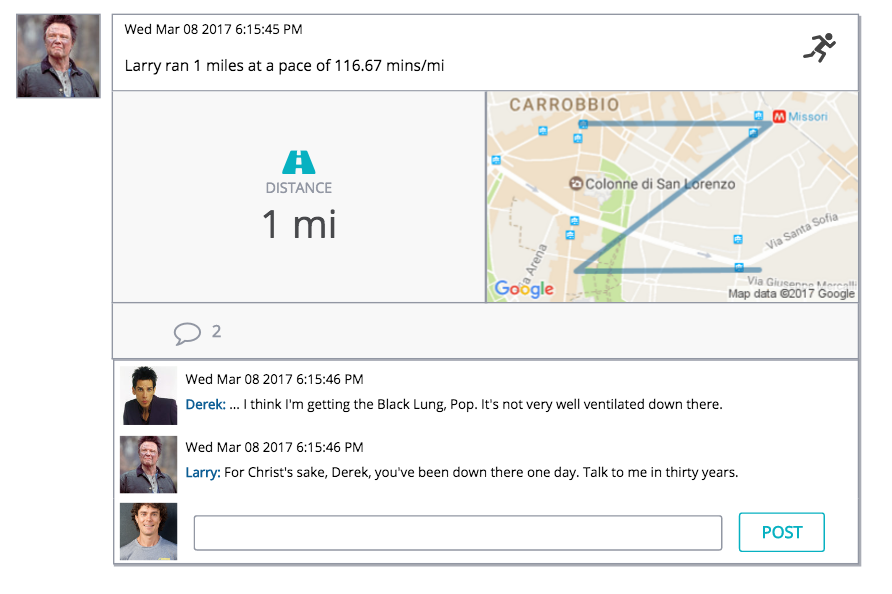 Wed Mar 08 2017 6:15:45 PM
Larry ran 1 miles at a pace of 116.67 mins/mi
DISTANCE
1 mi
CARROBBIO
M Missori
Colonne di San Lorenzo
Via Santa Sofia
Arena
Via Giuseppe
Google
Map data ©2017 Google
2
Wed Mar 08 2017 6:15:46 PM
Derek: ... I think I'm getting the Black Lung, Pop. It's not very well ventilated down there.
Wed Mar 08 2017 6:15:46 PM
Larry: For Christ's sake, Derek, you've been down there one day. Talk to me in thirty years.
POST